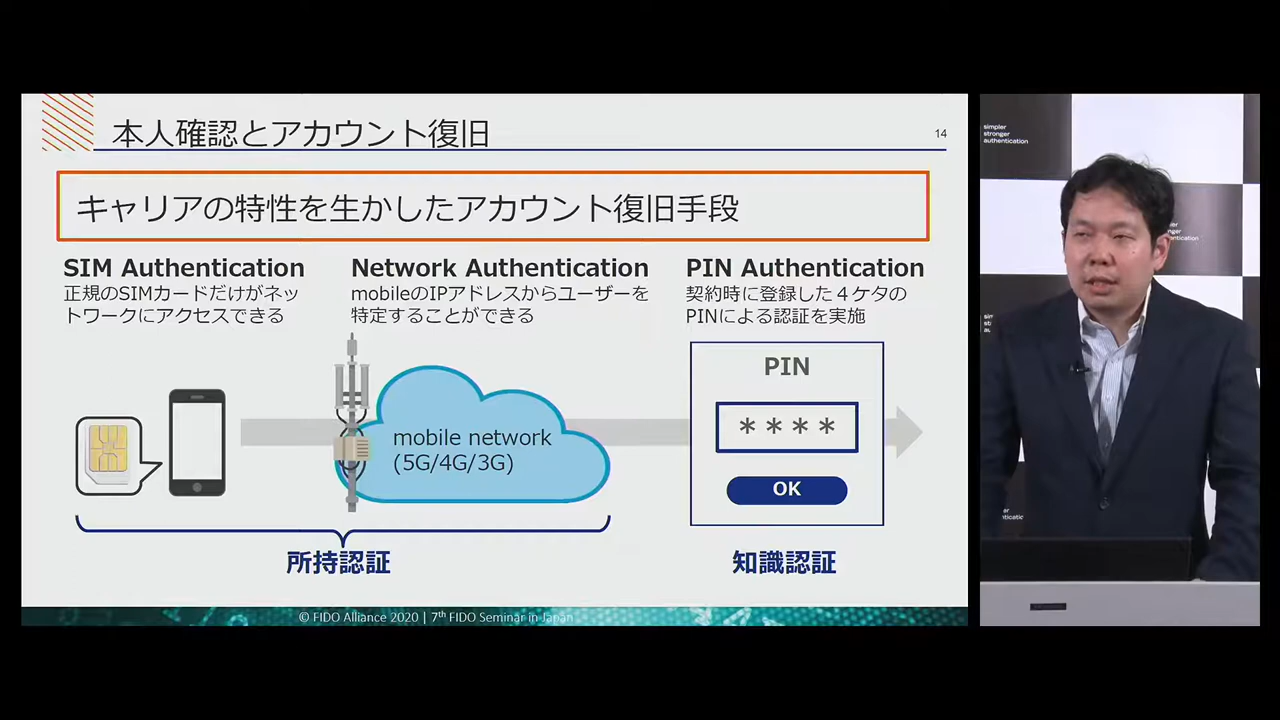 本人確認とアカウント復旧
14
キャリアの特性を生かしたアカウント復旧手段
SIM Authentication
正規のSIMカードだけがネッ
トワークにアクセスできる
Network Authentication
mobileのIPアドレスからユーザーを
特定することができる
PIN Authentication
契約時に登録した４ケタの
PINによる認証を実施
PIN
****
OK
mobile network
(5G/4G/3G)
所持認証
知識認証
© FIDO Alliance 2020 | 7th FIDO Seminar in Japan
simpler
stronger
authentication